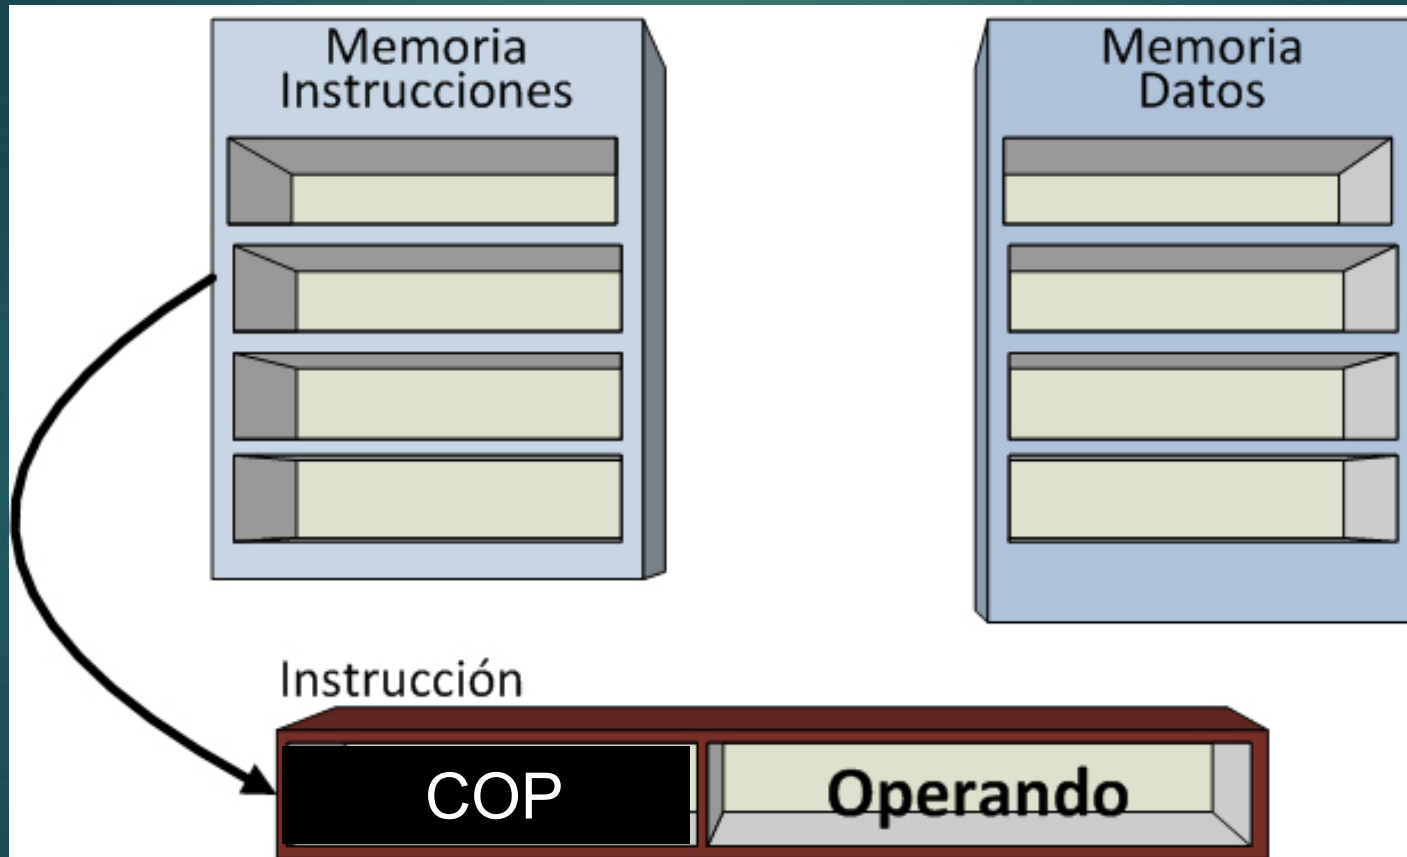 Memoria
Instrucciones
Memoria
Datos
Instrucción
COP
Operando